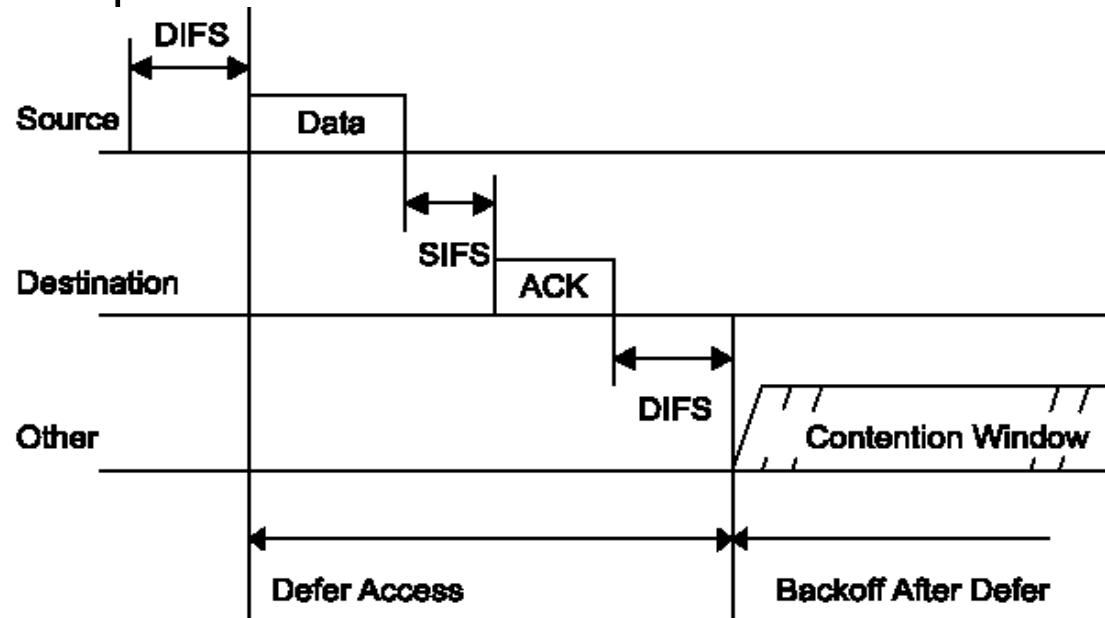 DIFS
Source
Data
SIFS
Destination
ACK
DIFS
Other
Contention Window
Defer Access
Backoff After Defer